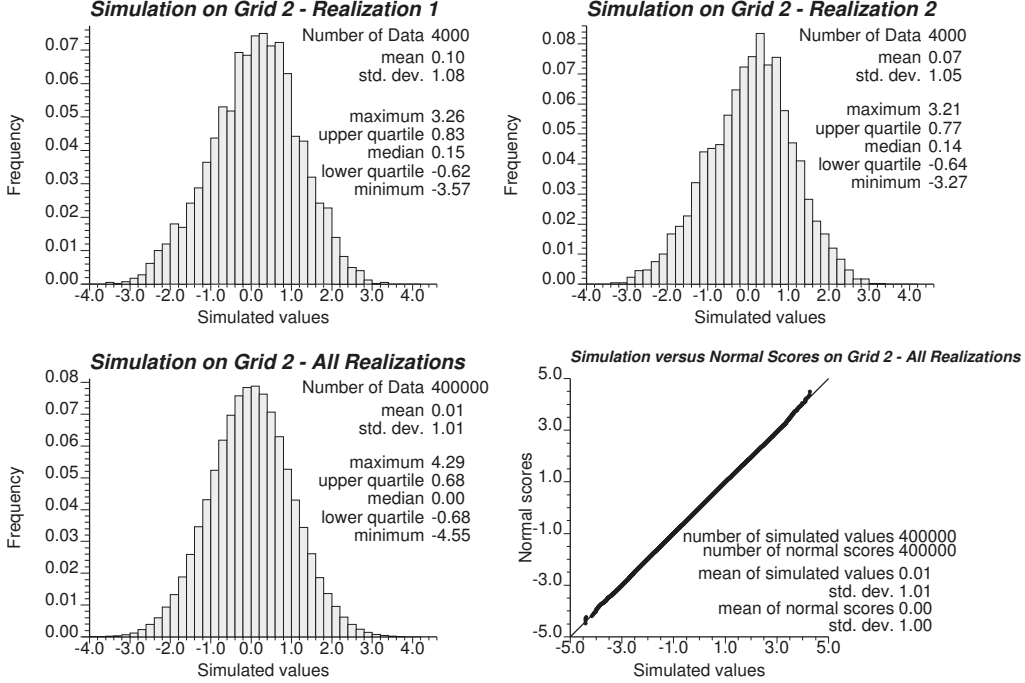 Simulation on Grid 2 - Realization 1
Number of Data 4000
mean 0.10
std. dev. 1.08
maximum 3.26
upper quartile 0.83
median 0.15
lower quartile -0.62
minimum -3.57
Frequency
0.07
0.06
0.05
0.04
0.03
0.02
0.01
0.00
-4.0 -3.0 -2.0 -1.0 0.0 1.0 2.0 3.0 4.0
Simulated values
Simulation on Grid 2 - Realization 2
Number of Data 4000
mean 0.07
std. dev. 1.05
maximum 3.21
upper quartile 0.77
median 0.14
lower quartile -0.64
minimum -3.27
Frequency
0.08
0.07
0.06
0.05
0.04
0.03
0.02
0.01
0.00
-4.0 -3.0 -2.0 -1.0 0.0 1.0 2.0 3.0 4.0
Simulated values
Simulation on Grid 2 - All Realizations
Number of Data 400000
mean 0.01
std. dev. 1.01
maximum 4.29
upper quartile 0.68
median 0.00
lower quartile -0.68
minimum -4.55
Frequency
0.08
0.07
0.06
0.05
0.04
0.03
0.02
0.01
0.00
-4.0 -3.0 -2.0 -1.0 0.0 1.0 2.0 3.0 4.0
Simulated values
Simulation versus Normal Scores on Grid 2 - All Realizations
Normal scores
5.0
3.0
1.0
-1.0
-3.0
-5.0
number of simulated values 400000
number of normal scores 400000
mean of simulated values 0.01
std. dev. 1.01
mean of normal scores 0.00
std. dev. 1.00
-5.0 -3.0 -1.0 1.0 3.0 5.0
Simulated values